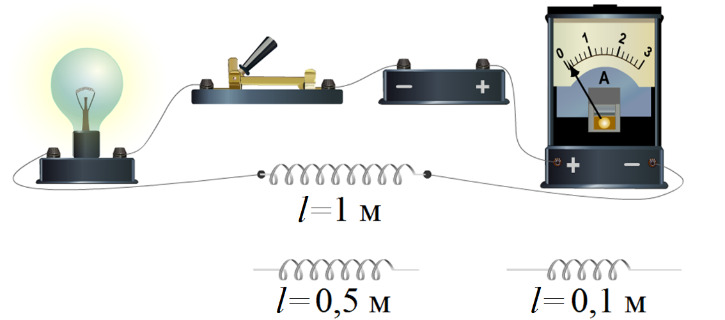 0 1 2 3
A
− +
+ −
l=1 м
l=0,5 м
l=0,1 м